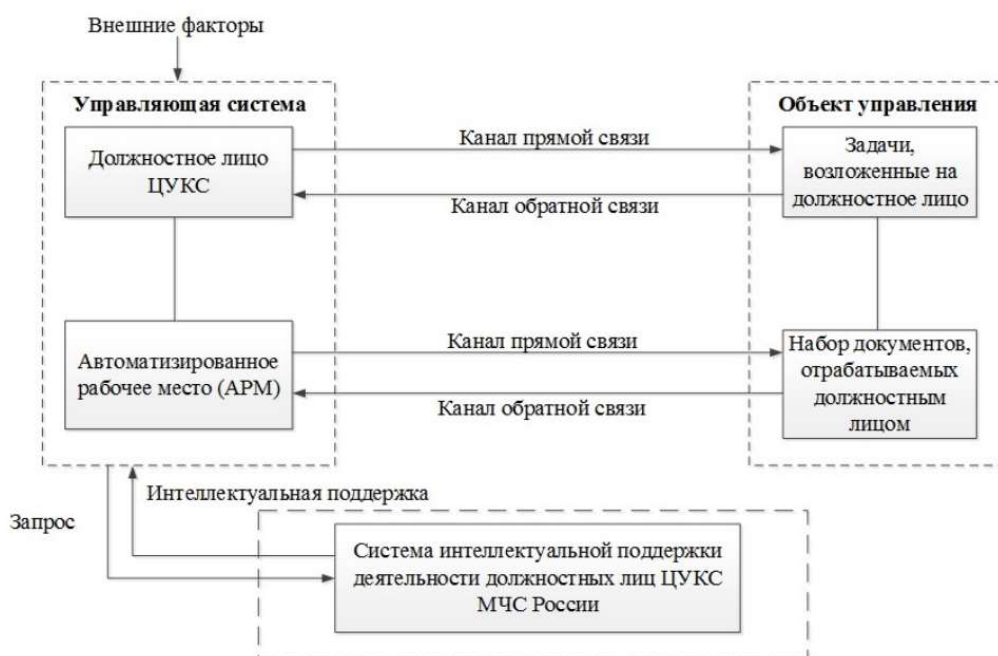 Внешние факторы
Управляющая система
Должностное лицо
ЦУКС
Автоматизированное
рабочее место (АРМ)
Канал прямой связи
Канал обратной связи
Канал прямой связи
Канал обратной связи
Объект управления
Задачи,
возложенные на
должностное лицо
Набор документов,
отрабатываемых
должностным
лицом
Запрос
Интеллектуальная поддержка
Система интеллектуальной поддержки
деятельности должностных лиц ЦУКС
МЧС России